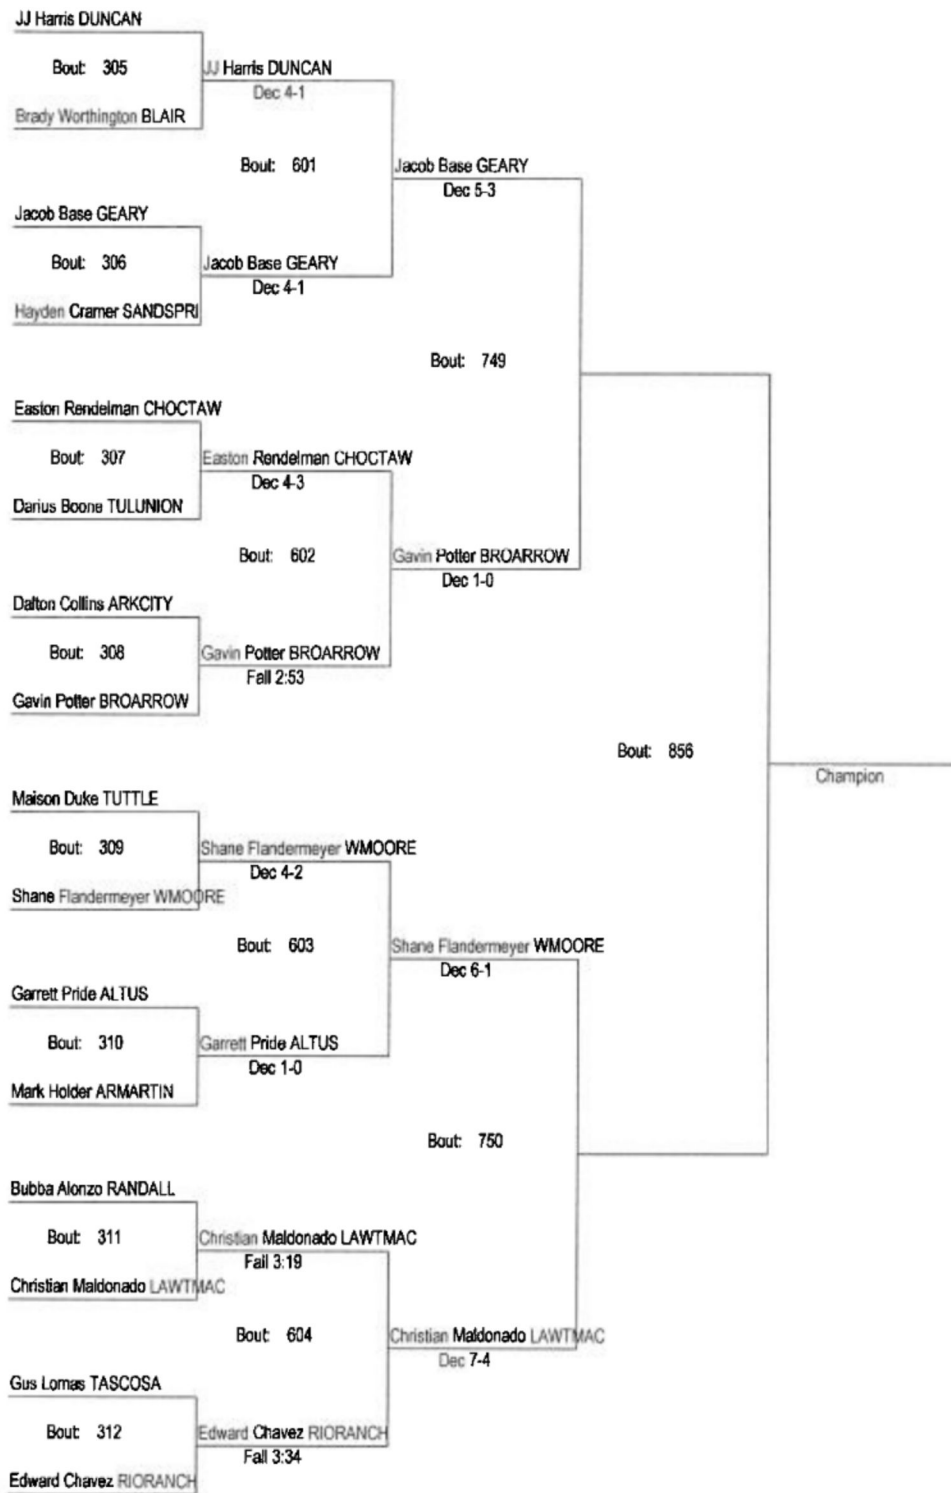 JJ Harris DUNCAN
Bout: 305
JJ Harris DUNCAN
Dec 4-1
Brady Worthington BLAIR
Bout: 601
Jacob Base GEARY
Dec 5-3
Jacob Base GEARY
Bout: 306
Jacob Base GEARY
Dec 4-1
Hayden Cramer SANDSPRI
Bout: 749
Easton Rendelman CHOCTAW
Bout: 307
Easton Rendelman CHOCTAW
Dec 4-3
Darius Boone TULUNION
Bout: 602
Gavin Potter BROARROW
Dec 1-0
Dalton Collins ARKCITY
Bout: 308
Gavin Potter BROARROW
Fall 2:53
Gavin Potter BROARROW
Bout: 856
Champion
Maison Duke TUTTLE
Bout: 309
Shane Flandermeyer WMOORE
Dec 4-2
Shane Flandermeyer WMOORE
Bout: 603
Shane Flandermeyer WMOORE
Dec 6-1
Garrett Pride ALTUS
Bout: 310
Garrett Pride ALTUS
Dec 1-0
Mark Holder ARMARTIN
Bout: 750
Bubba Alonzo RANDALL
Bout: 311
Christian Maldonado LAWTMAC
Fall 3:19
Christian Maldonado LAWTMAC
Bout: 604
Christian Maldonado LAWTMAC
Dec 7-4
Gus Lomas TASCOSA
Bout: 312
Edward Chavez RIORANCH
Fall 3:34
Edward Chavez RIORANCH